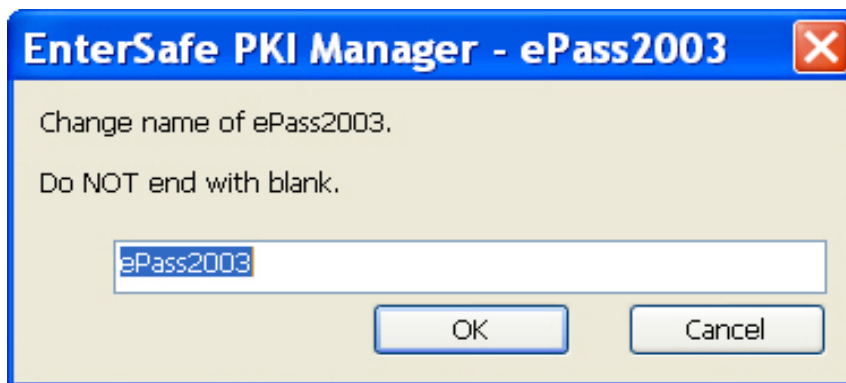 EnterSafe PKI Manager - ePass2003
Change name of ePass2003.
Do NOT end with blank.
ePass2003
OK Cancel